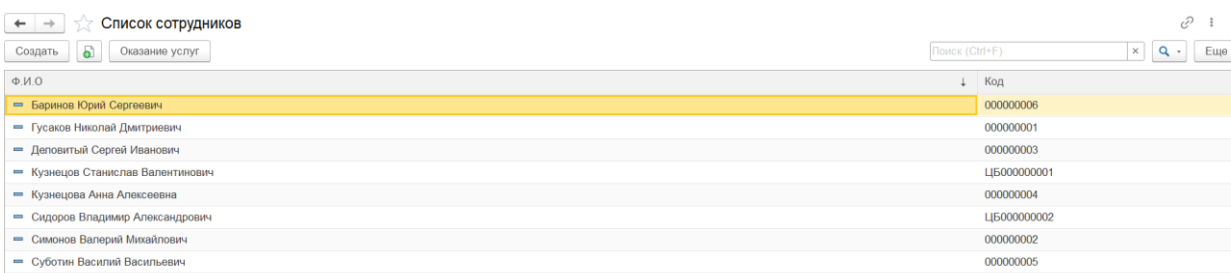 Список сотрудников
Создать Оказание услуг Поиск (Ctrl+F) × Еще
Ф.И.О ↓ Код
Баринов Юрий Сергеевич 000000006
Гусаков Николай Дмитриевич 000000001
Деловитый Сергей Иванович 000000003
Кузнецов Станислав Валентинович ЦБ000000001
Кузнецова Анна Алексеевна 000000004
Сидоров Владимир Александрович ЦБ000000002
Симонов Валерий Михайлович 000000002
Суботин Василий Васильевич 000000005